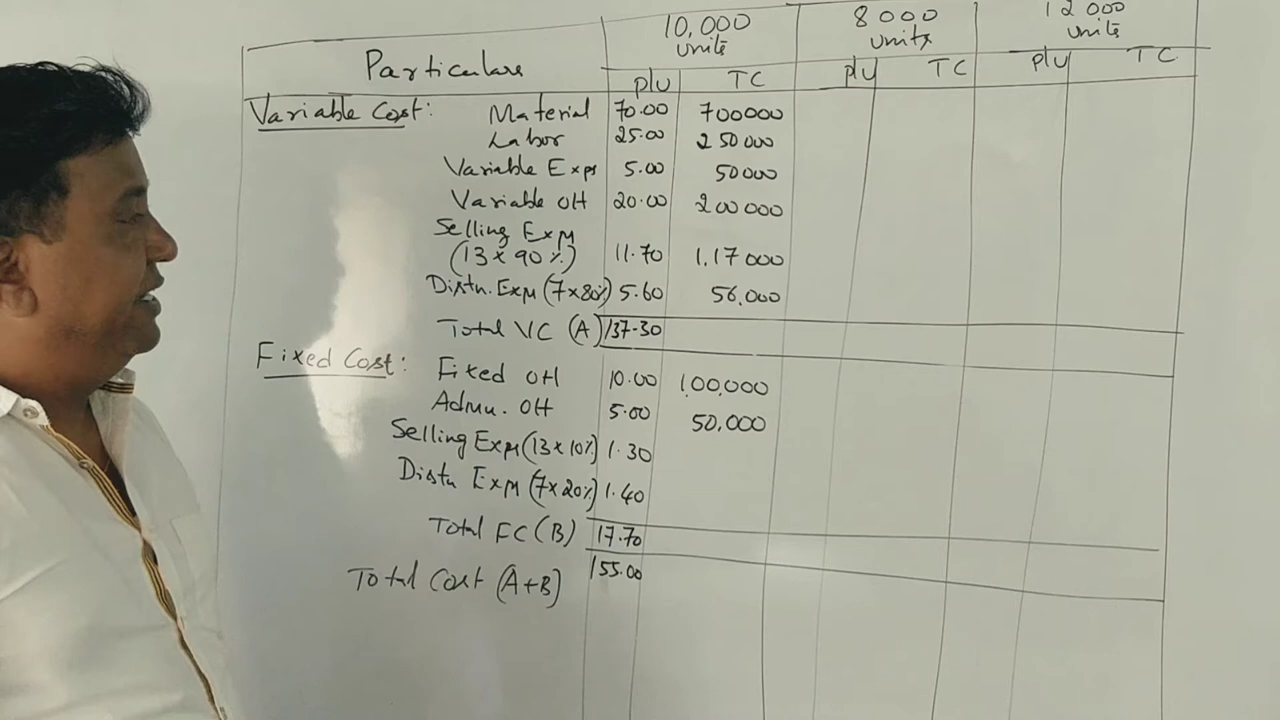 10,000 8000 12000
units units units
Particulars p/u TC p/u TC p/u TC
Variable Cost: Material 70.00 700000
Labor 25.00 250000
Variable Exps 5.00 50000
Variable OH 20.00 200000
Selling Exps
(13 x 90%) 11.70 1,17000
Distn. Exps (7x80%) 5.60 56,000
Total VC (A) 137.30
Fixed Cost: Fixed OH 10.00 1,00,000
Admn. OH 5.00 50,000
Selling Exps (13x10%) 1.30
Distn Exps (7x20%) 1.40
Total FC (B) 17.70
Total Cost (A+B) 155.00